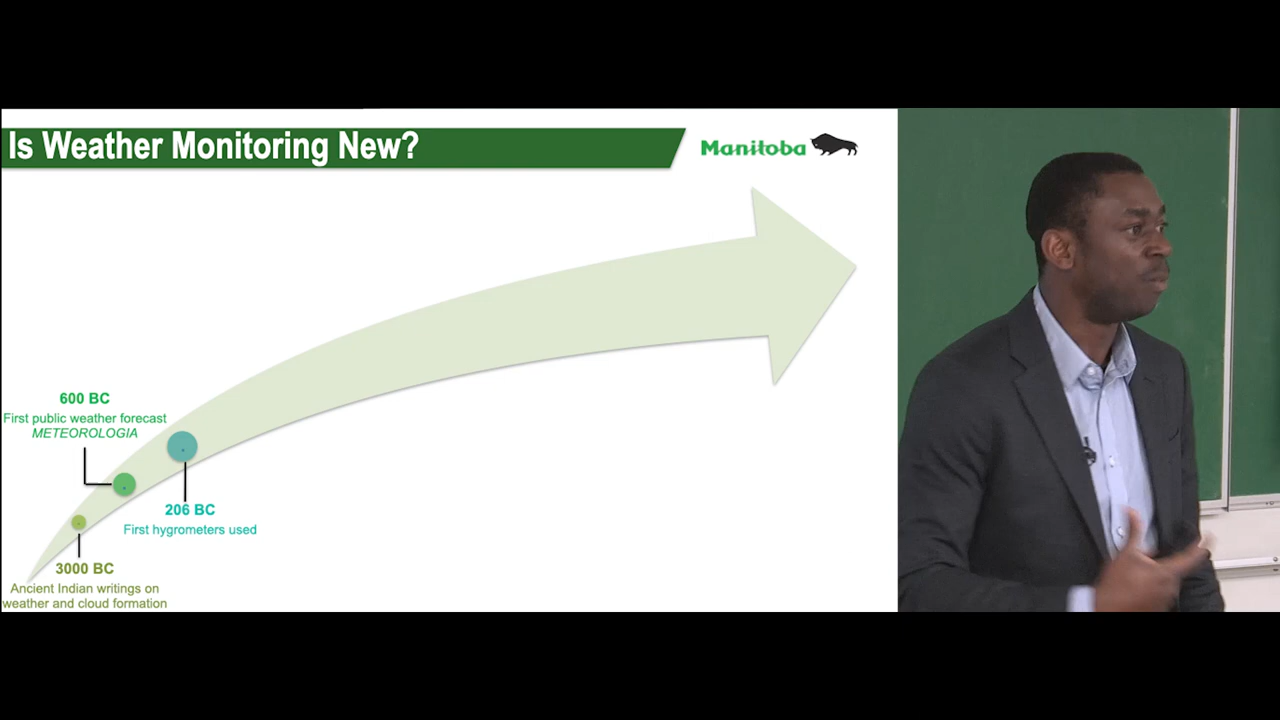 Is Weather Monitoring New?
Manitoba
600 BC
First public weather forecast
METEOROLOGIA
206 BC
First hygrometers used
3000 BC
Ancient Indian writings on
weather and cloud formation